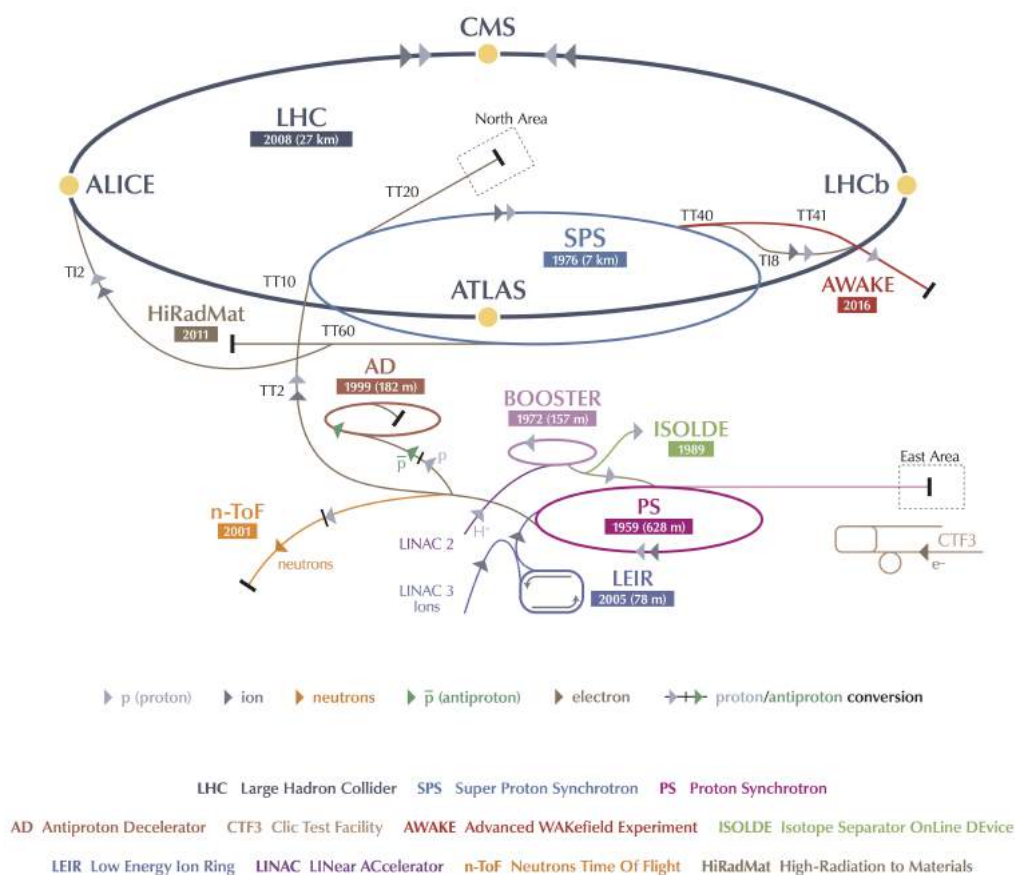 CMS
LHC
2008 (27 km)
North Area
ALICE
LHCb
TT20
TT40
TT41
SPS
1976 (7 km)
TI2
TT10
TI8
ATLAS
AWAKE
2016
HiRadMat
2011
TT60
AD
1999 (182 m)
TT2
BOOSTER
1972 (157 m)
ISOLDE
1989
p̅
p
East Area
n-ToF
2001
PS
1959 (628 m)
H⁺
LINAC 2
neutrons
CTF3
e-
LEIR
2005 (78 m)
LINAC 3
Ions
p (proton) ion neutrons p̅ (antiproton) electron proton/antiproton conversion
LHC Large Hadron Collider SPS Super Proton Synchrotron PS Proton Synchrotron
AD Antiproton Decelerator CTF3 Clic Test Facility AWAKE Advanced WAKefield Experiment ISOLDE Isotope Separator OnLine DEvice
LEIR Low Energy Ion Ring LINAC LINear ACcelerator n-ToF Neutrons Time Of Flight HiRadMat High-Radiation to Materials